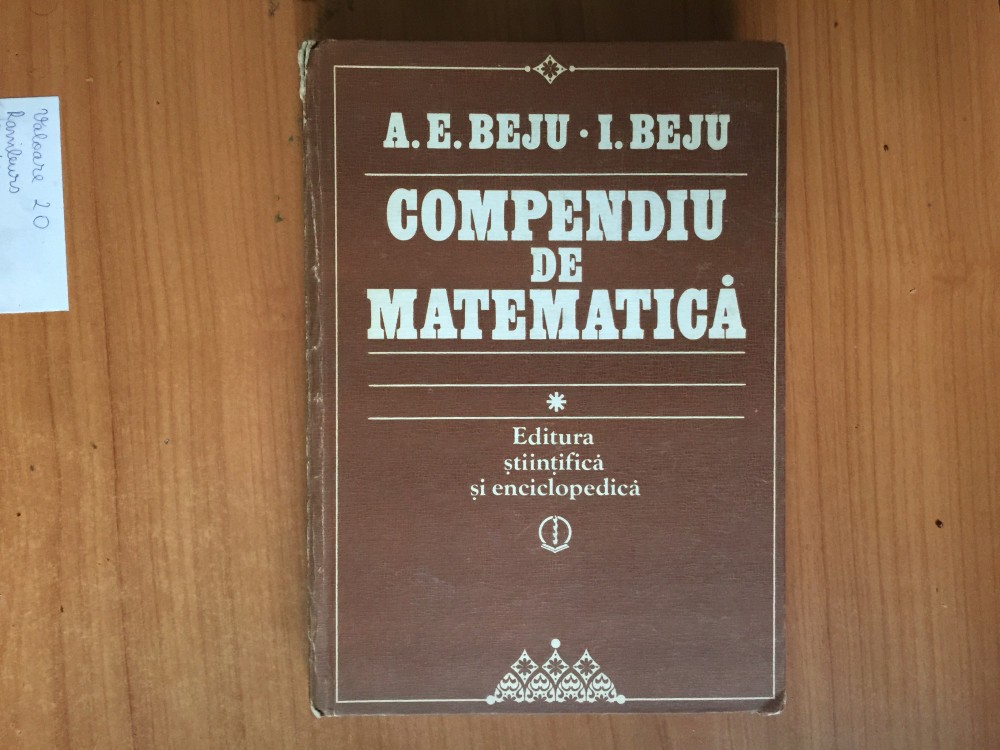 A. E. BEJU • I. BEJU
COMPENDIU
DE
MATEMATICĂ
Editura
științifică
și enciclopedică
Valoare 20